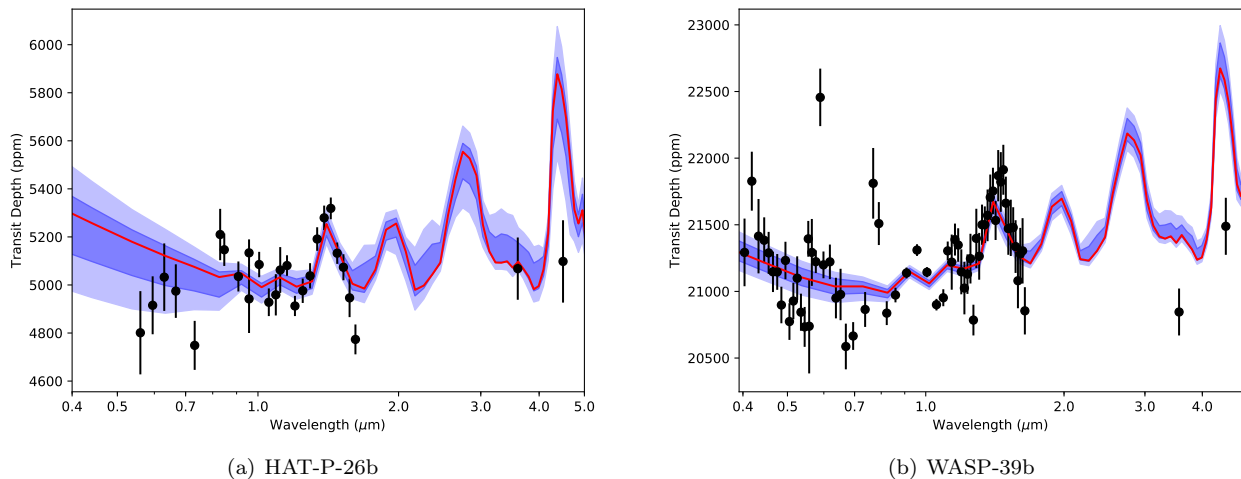 6000
5800
5600
5400
5200
5000
4800
4600
Transit Depth (ppm)
0.4 0.5 0.7 1.0 2.0 3.0 4.0 5.0
Wavelength (μm)
(a) HAT-P-26b
23000
22500
22000
21500
21000
20500
Transit Depth (ppm)
0.4 0.5 0.7 1.0 2.0 3.0 4.0
Wavelength (μm)
(b) WASP-39b